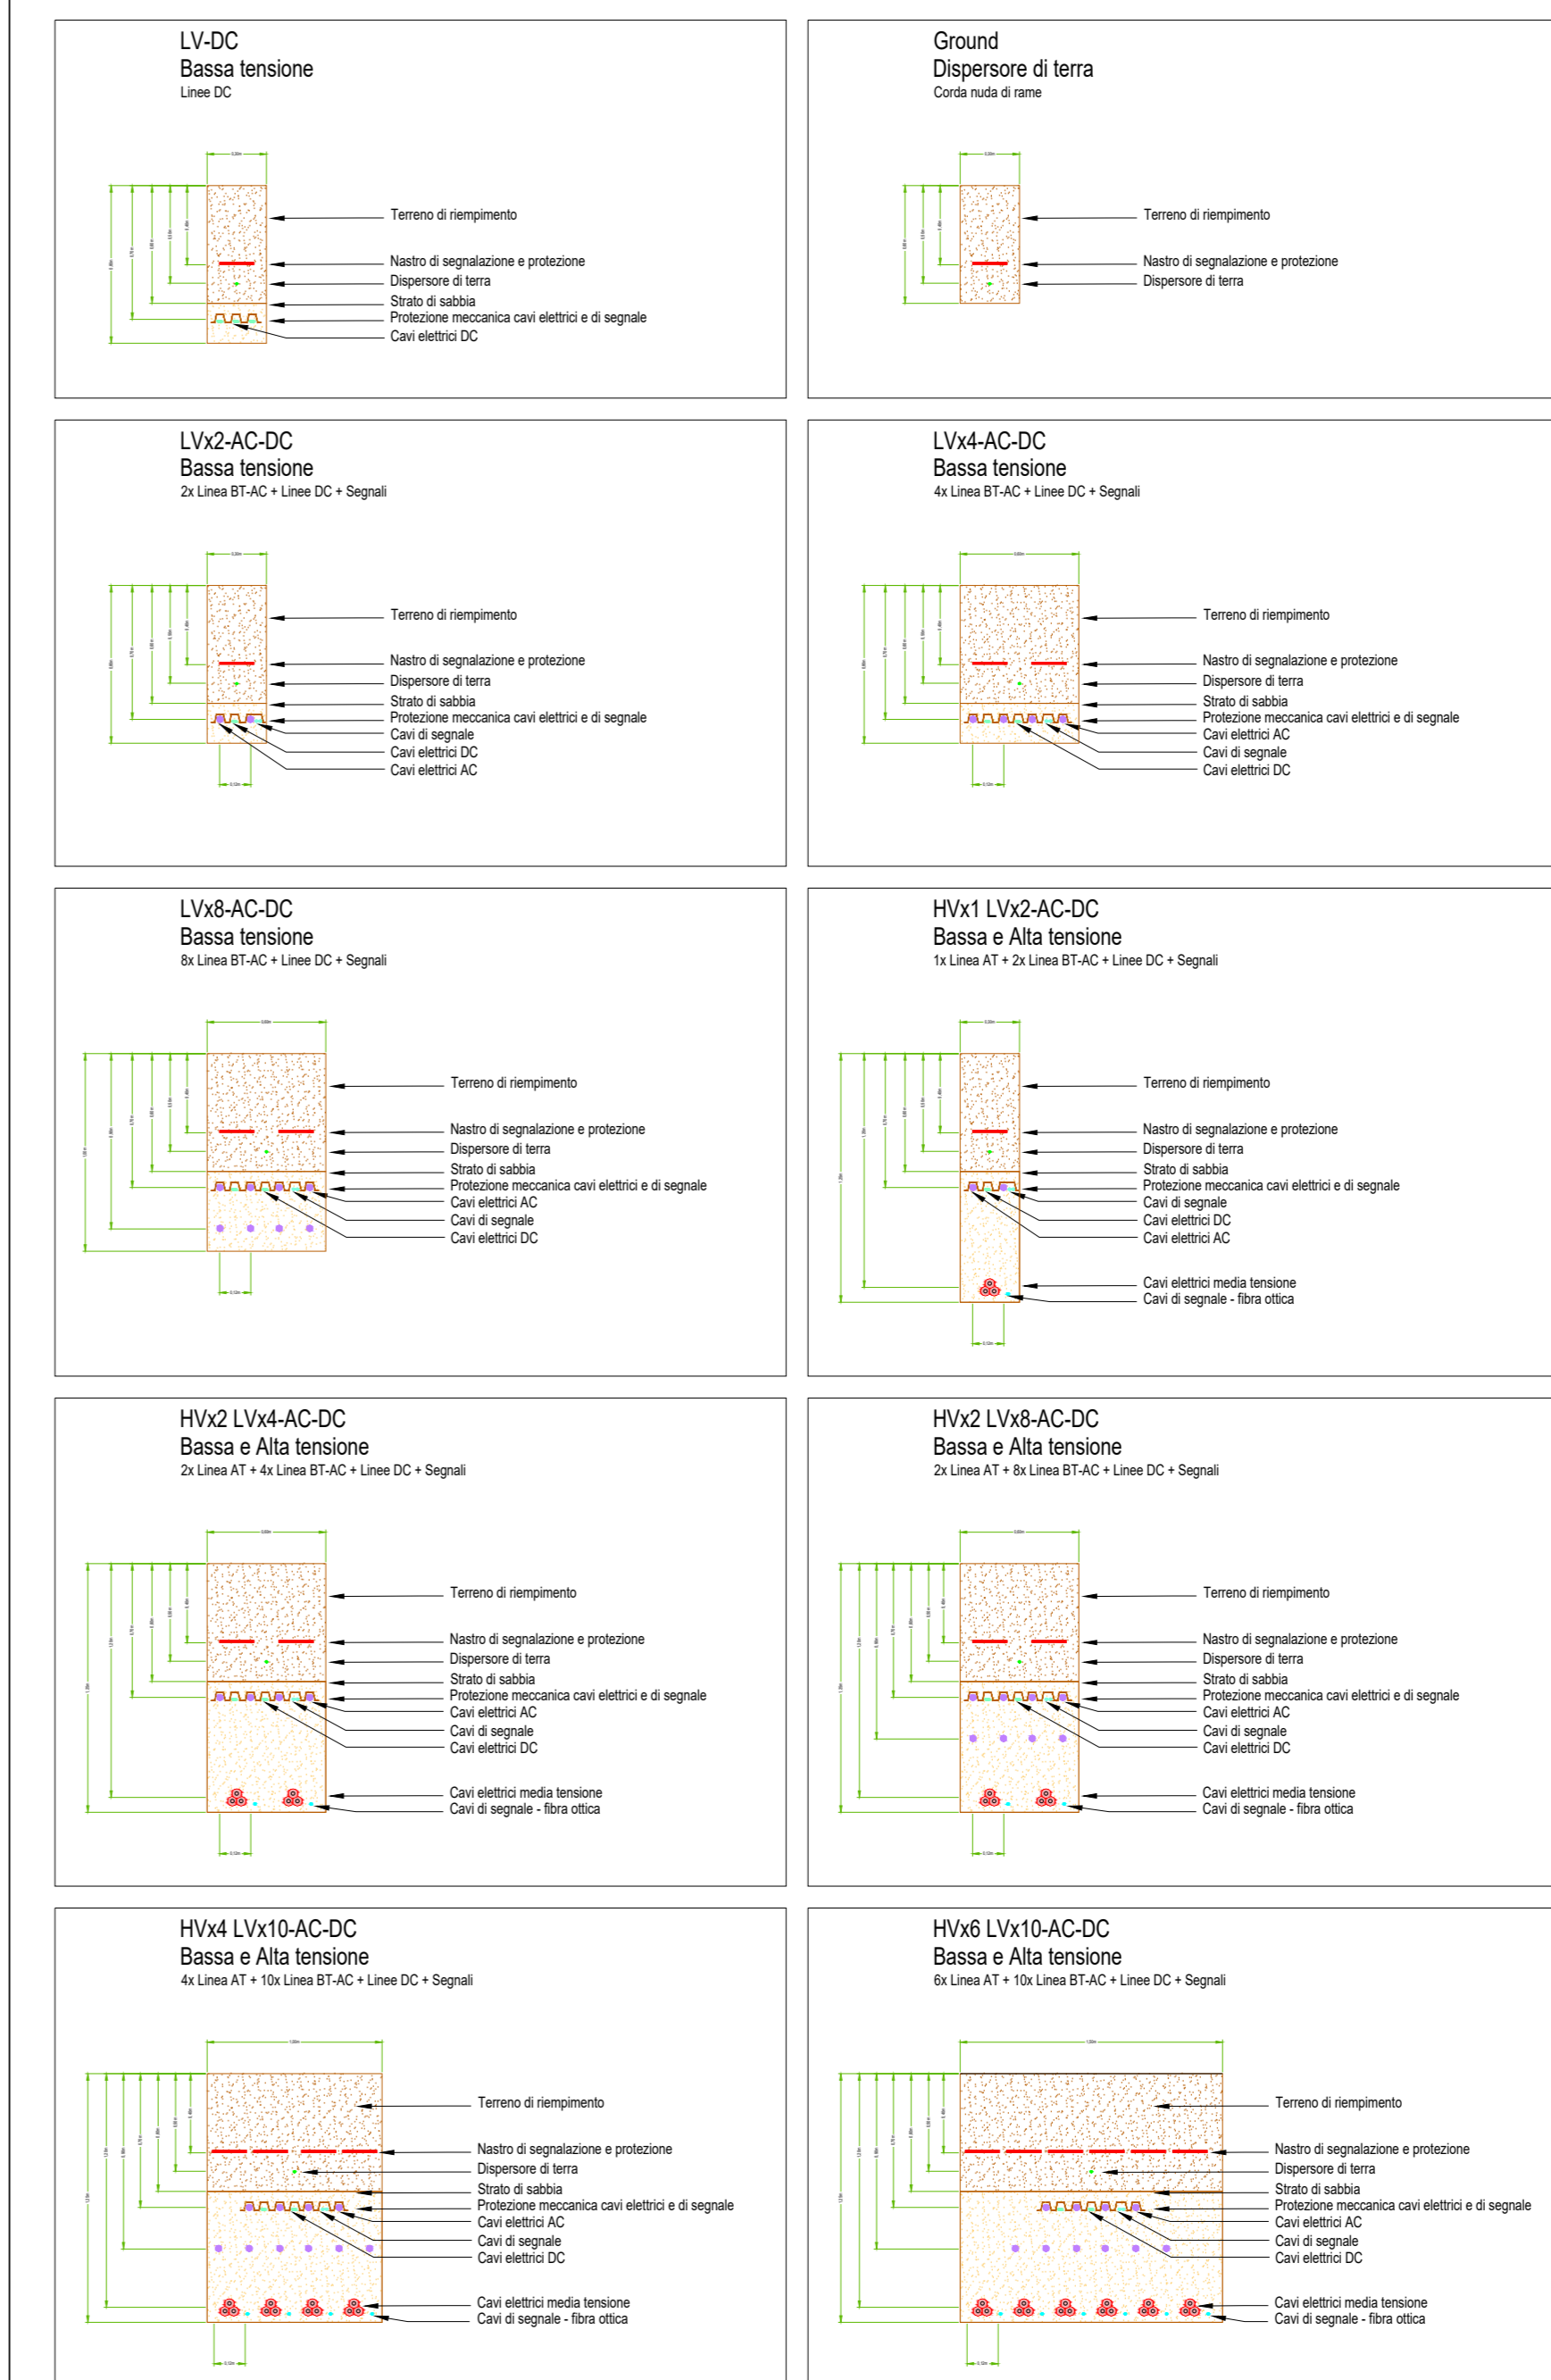 LV-DC
Bassa tensione
Linee DC
Terreno di riempimento
Nastro di segnalazione e protezione
Dispersore di terra
Strato di sabbia
Protezione meccanica cavi elettrici e di segnale
Cavi elettrici DC
Ground
Dispersore di terra
Corda nuda di rame
Terreno di riempimento
Nastro di segnalazione e protezione
Dispersore di terra
LVx2-AC-DC
Bassa tensione
2x Linea BT-AC + Linee DC + Segnali
Terreno di riempimento
Nastro di segnalazione e protezione
Dispersore di terra
Strato di sabbia
Protezione meccanica cavi elettrici e di segnale
Cavi di segnale
Cavi elettrici DC
Cavi elettrici AC
LVx4-AC-DC
Bassa tensione
4x Linea BT-AC + Linee DC + Segnali
Terreno di riempimento
Nastro di segnalazione e protezione
Dispersore di terra
Strato di sabbia
Protezione meccanica cavi elettrici e di segnale
Cavi elettrici AC
Cavi di segnale
Cavi elettrici DC
LVx8-AC-DC
Bassa tensione
8x Linea BT-AC + Linee DC + Segnali
Terreno di riempimento
Nastro di segnalazione e protezione
Dispersore di terra
Strato di sabbia
Protezione meccanica cavi elettrici e di segnale
Cavi elettrici AC
Cavi di segnale
Cavi elettrici DC
HVx1 LVx2-AC-DC
Bassa e Alta tensione
1x Linea AT + 2x Linea BT-AC + Linee DC + Segnali
Terreno di riempimento
Nastro di segnalazione e protezione
Dispersore di terra
Strato di sabbia
Protezione meccanica cavi elettrici e di segnale
Cavi di segnale
Cavi elettrici DC
Cavi elettrici AC
Cavi elettrici media tensione
Cavi di segnale - fibra ottica
HVx2 LVx4-AC-DC
Bassa e Alta tensione
2x Linea AT + 4x Linea BT-AC + Linee DC + Segnali
Terreno di riempimento
Nastro di segnalazione e protezione
Dispersore di terra
Strato di sabbia
Protezione meccanica cavi elettrici e di segnale
Cavi elettrici AC
Cavi di segnale
Cavi elettrici DC
Cavi elettrici media tensione
Cavi di segnale - fibra ottica
HVx2 LVx8-AC-DC
Bassa e Alta tensione
2x Linea AT + 8x Linea BT-AC + Linee DC + Segnali
Terreno di riempimento
Nastro di segnalazione e protezione
Dispersore di terra
Strato di sabbia
Protezione meccanica cavi elettrici e di segnale
Cavi elettrici AC
Cavi di segnale
Cavi elettrici DC
Cavi elettrici media tensione
Cavi di segnale - fibra ottica
HVx4 LVx10-AC-DC
Bassa e Alta tensione
4x Linea AT + 10x Linea BT-AC + Linee DC + Segnali
Terreno di riempimento
Nastro di segnalazione e protezione
Dispersore di terra
Strato di sabbia
Protezione meccanica cavi elettrici e di segnale
Cavi elettrici AC
Cavi di segnale
Cavi elettrici DC
Cavi elettrici media tensione
Cavi di segnale - fibra ottica
HVx6 LVx10-AC-DC
Bassa e Alta tensione
6x Linea AT + 10x Linea BT-AC + Linee DC + Segnali
Terreno di riempimento
Nastro di segnalazione e protezione
Dispersore di terra
Strato di sabbia
Protezione meccanica cavi elettrici e di segnale
Cavi elettrici AC
Cavi di segnale
Cavi elettrici DC
Cavi elettrici media tensione
Cavi di segnale - fibra ottica